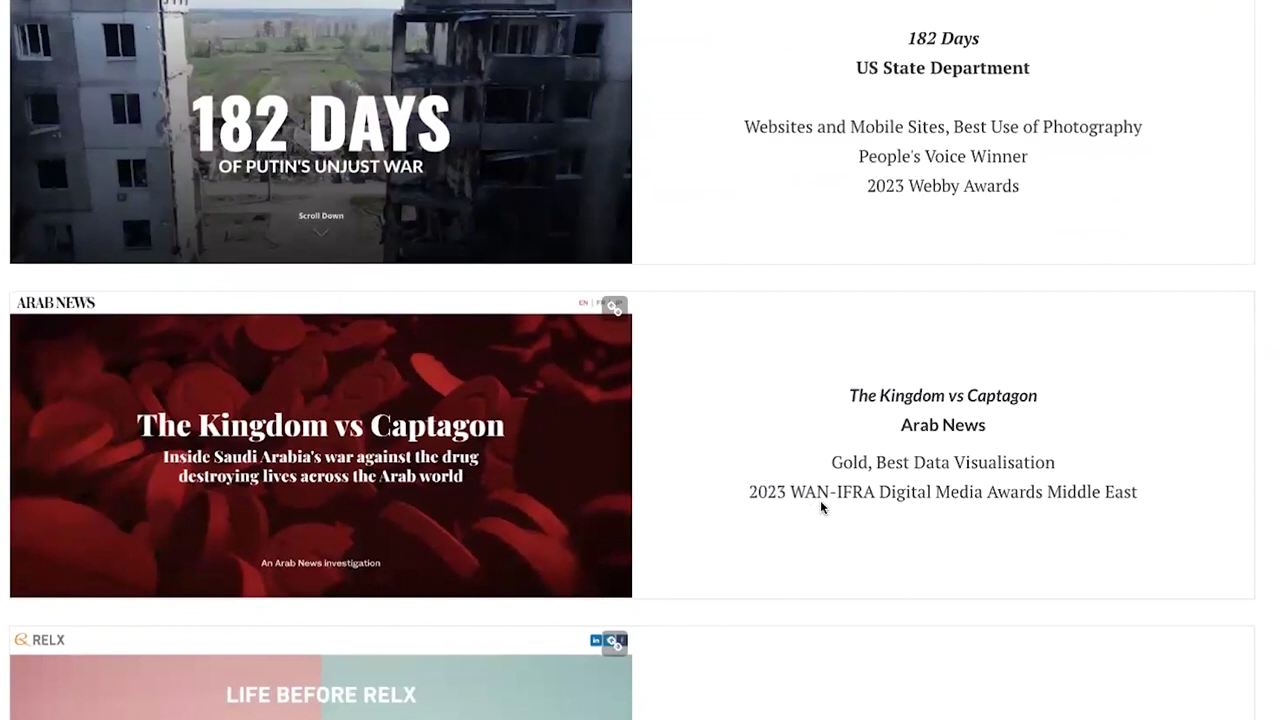 182 DAYS
OF PUTIN'S UNJUST WAR
Scroll Down
182 Days
US State Department
Websites and Mobile Sites, Best Use of Photography
People's Voice Winner
2023 Webby Awards
ARAB NEWS
EN
The Kingdom vs Captagon
Inside Saudi Arabia's war against the drug
destroying lives across the Arab world
An Arab News investigation
The Kingdom vs Captagon
Arab News
Gold, Best Data Visualisation
2023 WAN-IFRA Digital Media Awards Middle East
RELX
in
LIFE BEFORE RELX